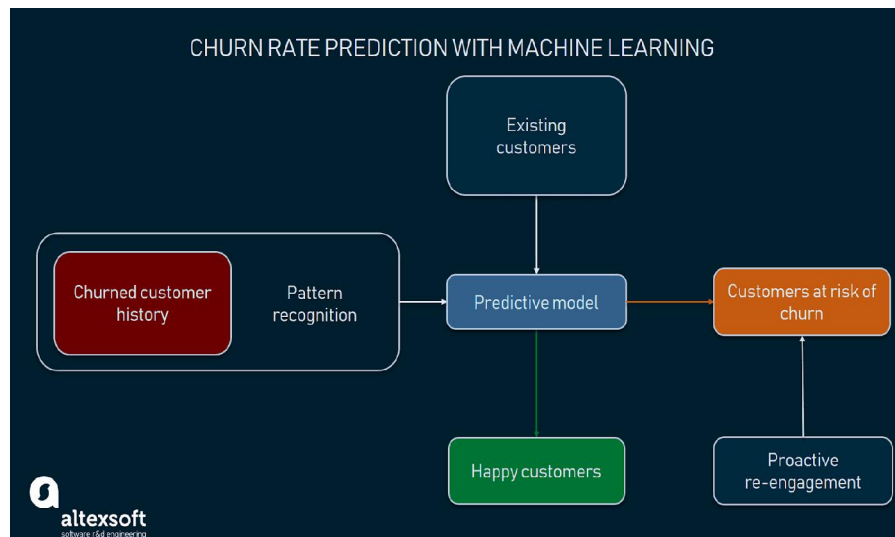 CHURN RATE PREDICTION WITH MACHINE LEARNING
Existing
customers
Churned customer
history
Pattern
recognition
Predictive model
Customers at risk of
churn
Happy customers
Proactive
re-engagement
altexsoft
software r&d engineering